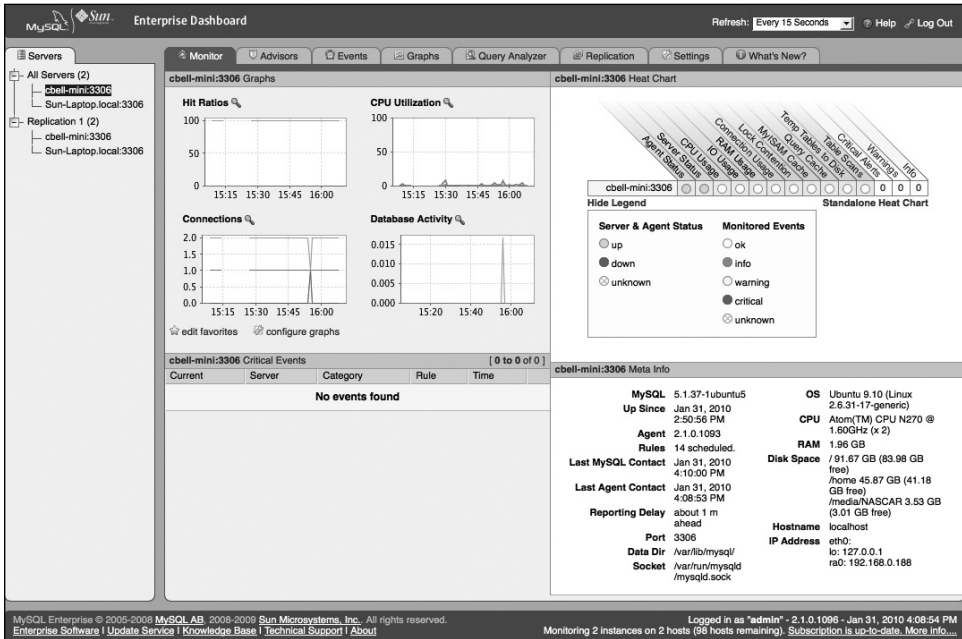 MySQL Sun microsystems Enterprise Dashboard
Refresh: Every 15 Seconds Help Log Out
Servers
All Servers (2)
cbell-mini:3306
Sun-Laptop.local:3306
Replication 1 (2)
cbell-mini:3306
Sun-Laptop.local:3306
Monitor Advisors Events Graphs Query Analyzer Replication Settings What's New?
cbell-mini:3306 Graphs
Hit Ratios
100
50
0
15:15 15:30 15:45 16:00
CPU Utilization
100
50
0
15:15 15:30 15:45 16:00
Connections
2.0
1.5
1.0
0.5
0.0
15:15 15:30 15:45 16:00
Database Activity
0.015
0.010
0.005
0.000
15:20 15:40 16:00
edit favorites configure graphs
cbell-mini:3306 Critical Events [ 0 to 0 of 0 ]
Current Server Category Rule Time
No events found
cbell-mini:3306 Heat Chart
Agent Status
Server Status
CPU Usage
IO Usage
RAM Usage
Connection Usage
Lock Contention
MyISAM Cache
Query Cache
Temp Tables to Disk
Table Scans
Critical Alerts
Warnings
Info
cbell-mini:3306 0 0 0
Hide Legend Standalone Heat Chart
Server & Agent Status
up
down
unknown
Monitored Events
ok
info
warning
critical
unknown
cbell-mini:3306 Meta Info
MySQL 5.1.37-1ubuntu5
Up Since Jan 31, 2010
2:50:56 PM
Agent 2.1.0.1093
Rules 14 scheduled.
Last MySQL Contact Jan 31, 2010
4:10:00 PM
Last Agent Contact Jan 31, 2010
4:08:53 PM
Reporting Delay about 1 m
ahead
Port 3306
Data Dir /var/lib/mysql/
Socket /var/run/mysqld
/mysqld.sock
OS Ubuntu 9.10 (Linux
2.6.31-17-generic)
CPU Atom(TM) CPU N270 @
1.60GHz (x 2)
RAM 1.96 GB
Disk Space / 91.67 GB (83.98 GB
free)
/home 45.87 GB (41.18
GB free)
/media/NASCAR 3.53 GB
(3.01 GB free)
Hostname localhost
IP Address eth0:
lo: 127.0.0.1
ra0: 192.168.0.188
MySQL Enterprise © 2005-2008 MySQL AB, 2008-2009 Sun Microsystems, Inc.. All rights reserved.
Enterprise Software | Update Service | Knowledge Base | Technical Support | About
Logged in as "admin" - 2.1.0.1096 - Jan 31, 2010 4:08:54 PM
Monitoring 2 instances on 2 hosts (98 hosts remaining). Subscription is up-to-date. More info....